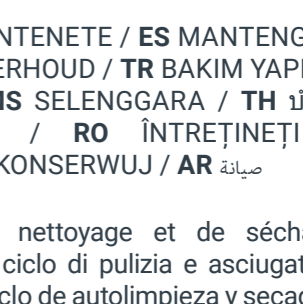 NTENETE / ES MANTENG
ERHOUD / TR BAKIM YAPI
MS SELENGGARA / TH
/ RO ÎNTREȚINEȚI
KONSERWUJ / AR صيانة
nettoyage et de sécha
ciclo di pulizia e asciugat
clo de autolimpieza y secad